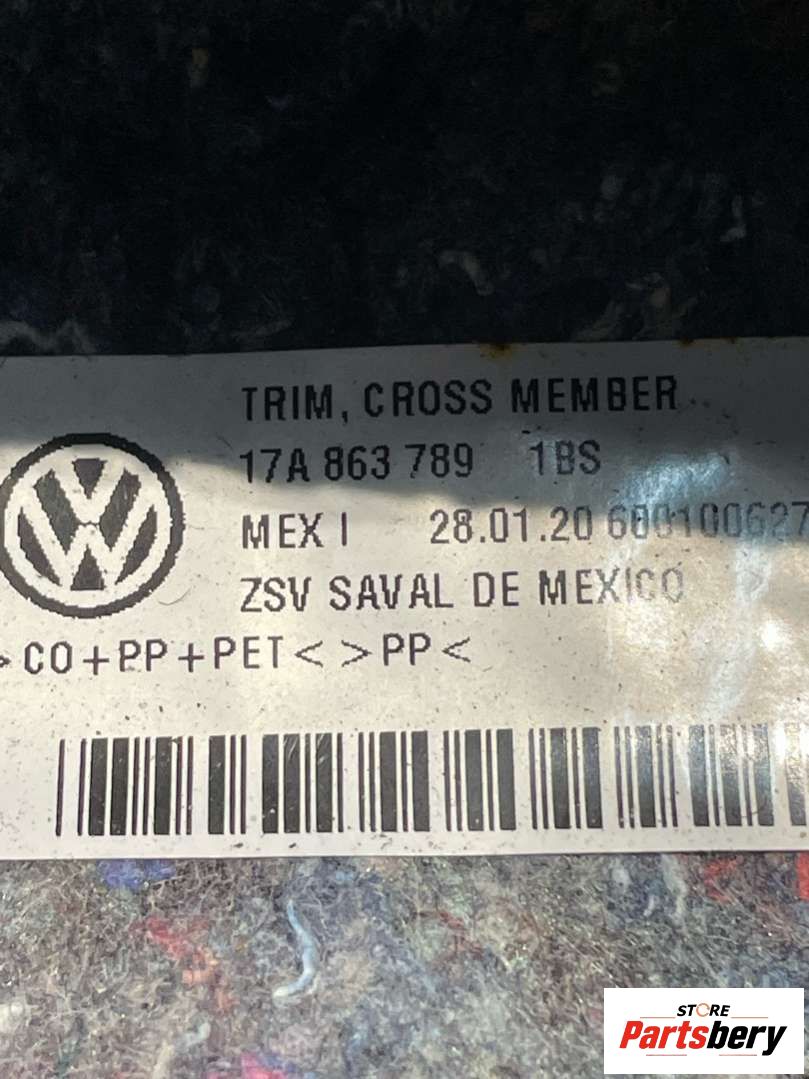 TRIM, CROSS MEMBER
17A 863 789 1BS
MEX I 28.01.20 600100627
ZSV SAVAL DE MEXICO
>CO+PP+PET< >PP<
STORE
Partsbery